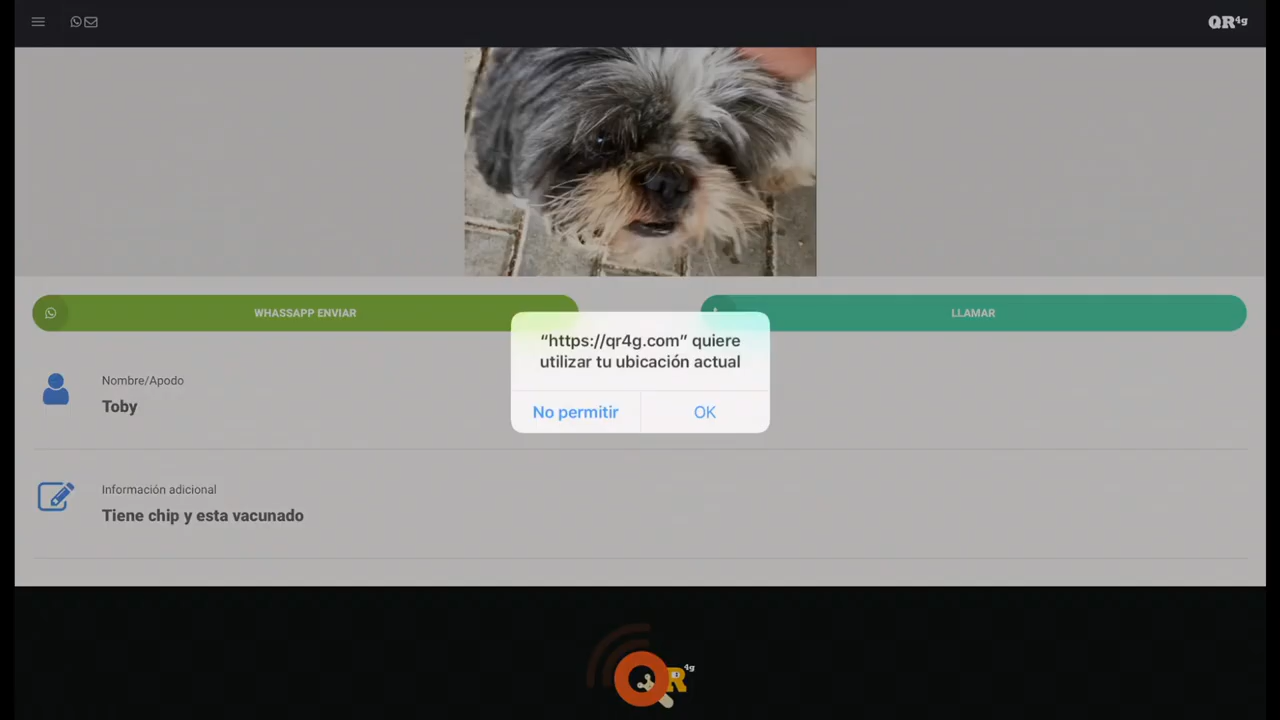 QR4g
WHASSAPP ENVIAR
LLAMAR
“https://qr4g.com” quiere
utilizar tu ubicación actual
No permitir
OK
Nombre/Apodo
Toby
Información adicional
Tiene chip y esta vacunado
QR4g